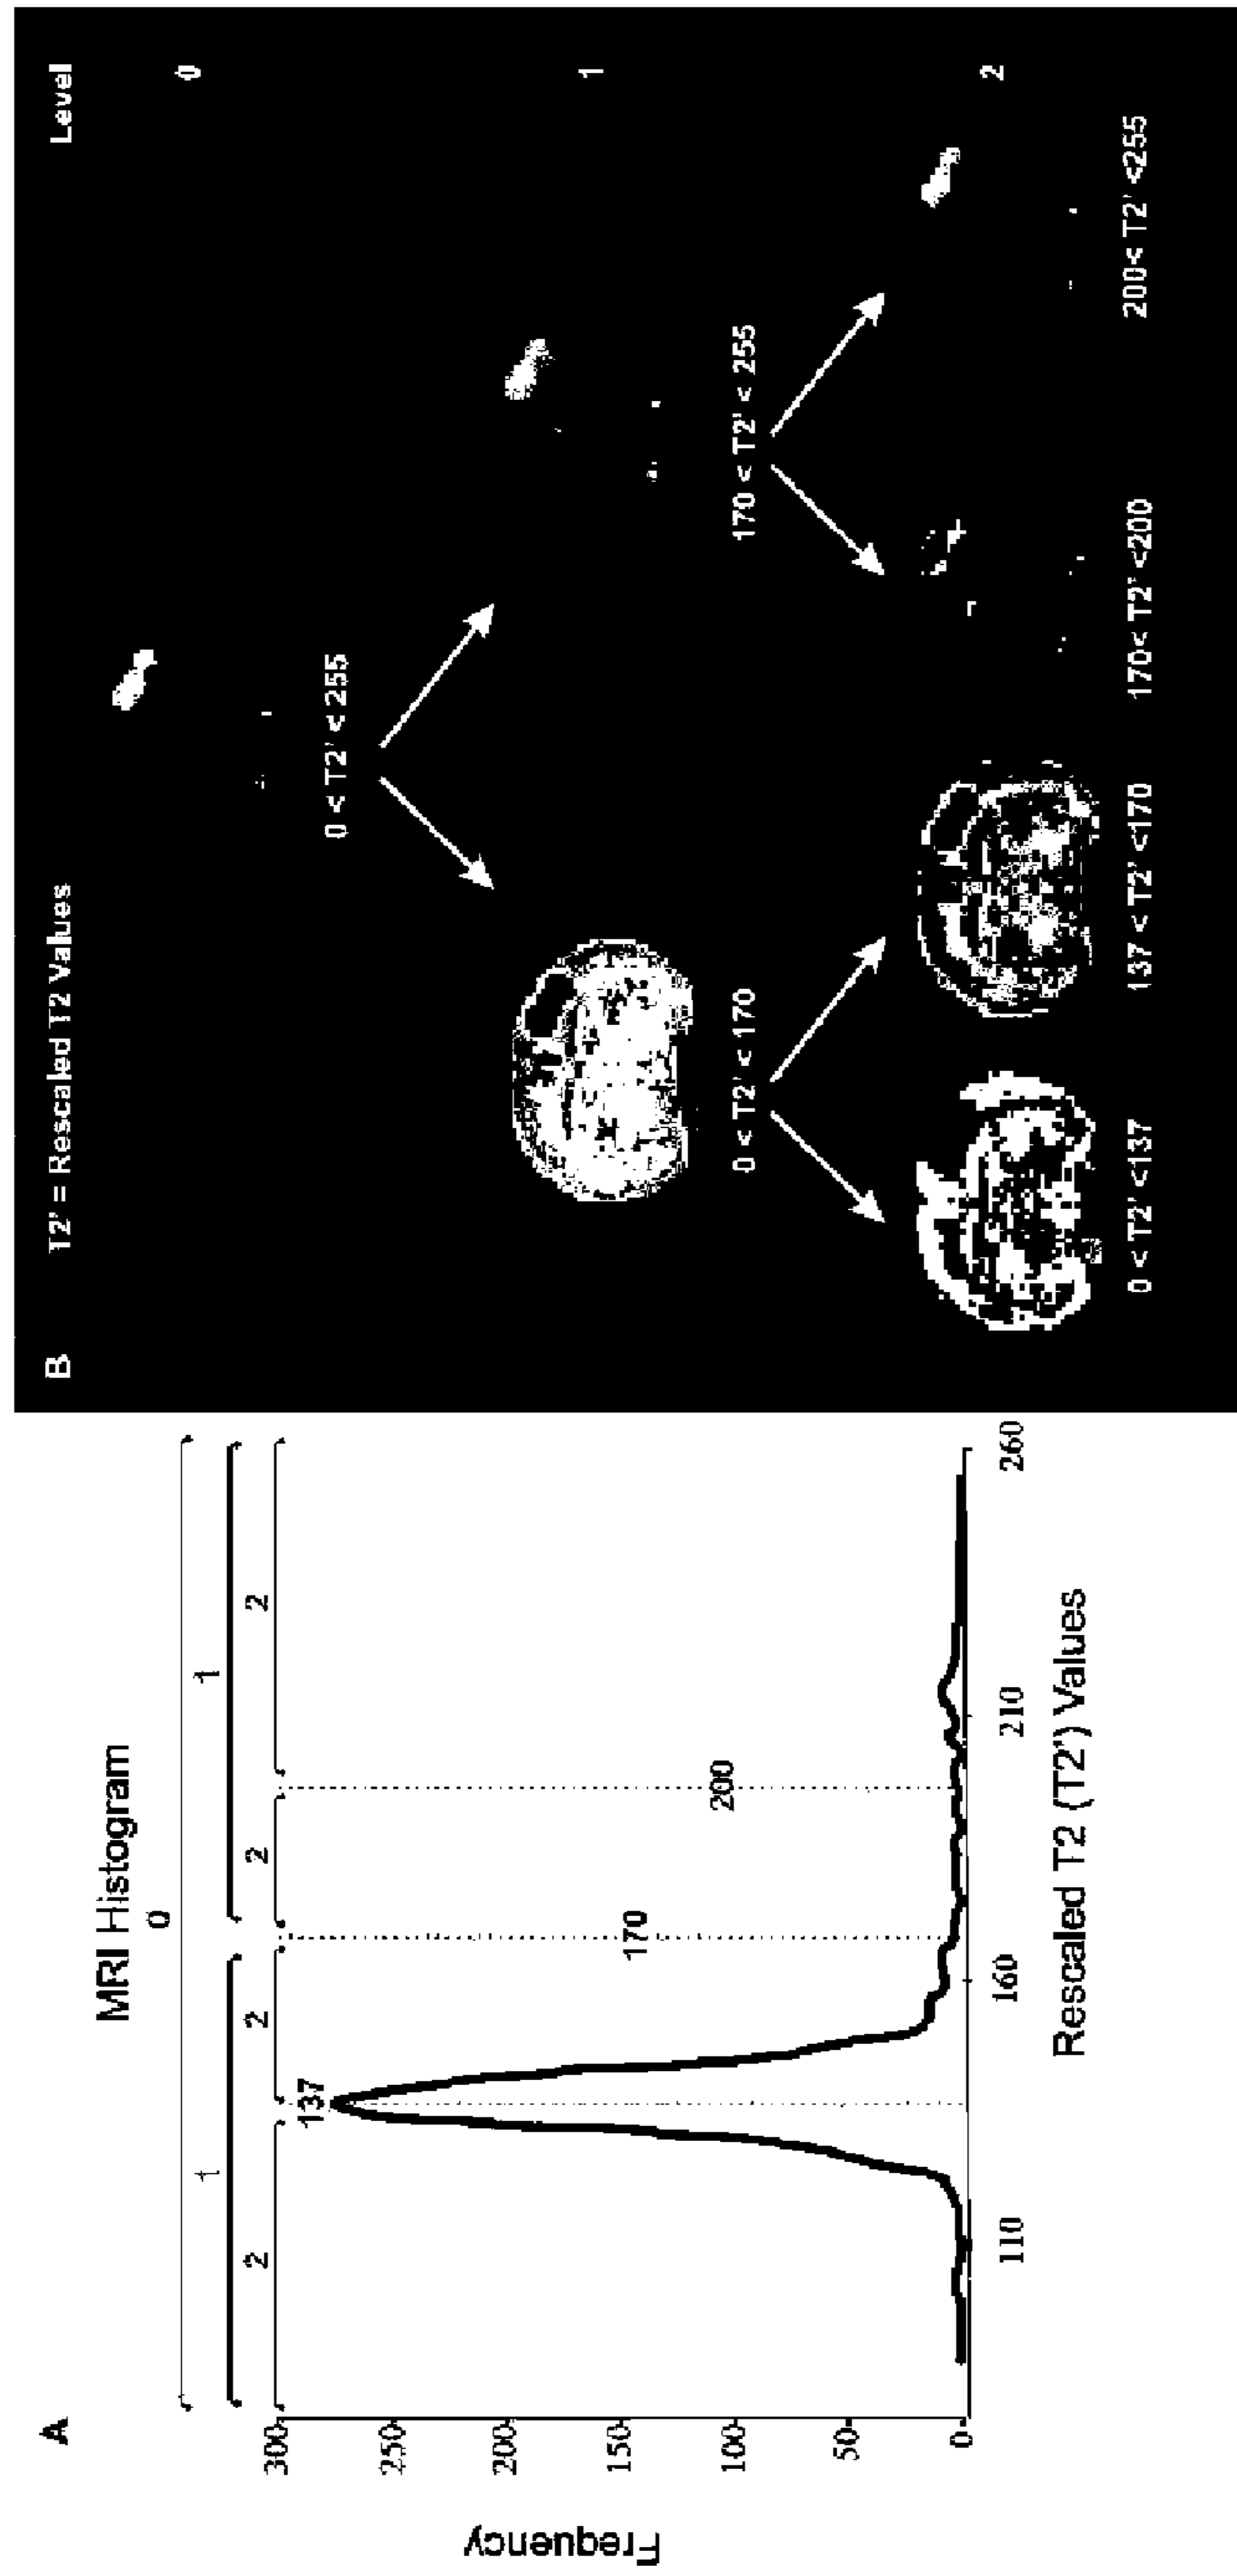 A
MRI Histogram
0
1
1
2
2
2
2
137
170
200
300
250
200
150
100
50
0
Frequency
110
160
210
260
Rescaled T2 (T2') Values
B
T2' = Rescaled T2 Values
Level
0
0 < T2' < 255
1
0 < T2' < 170
170 < T2' < 255
2
0 < T2' <137
137 < T2' <170
170< T2' <200
200< T2' <255